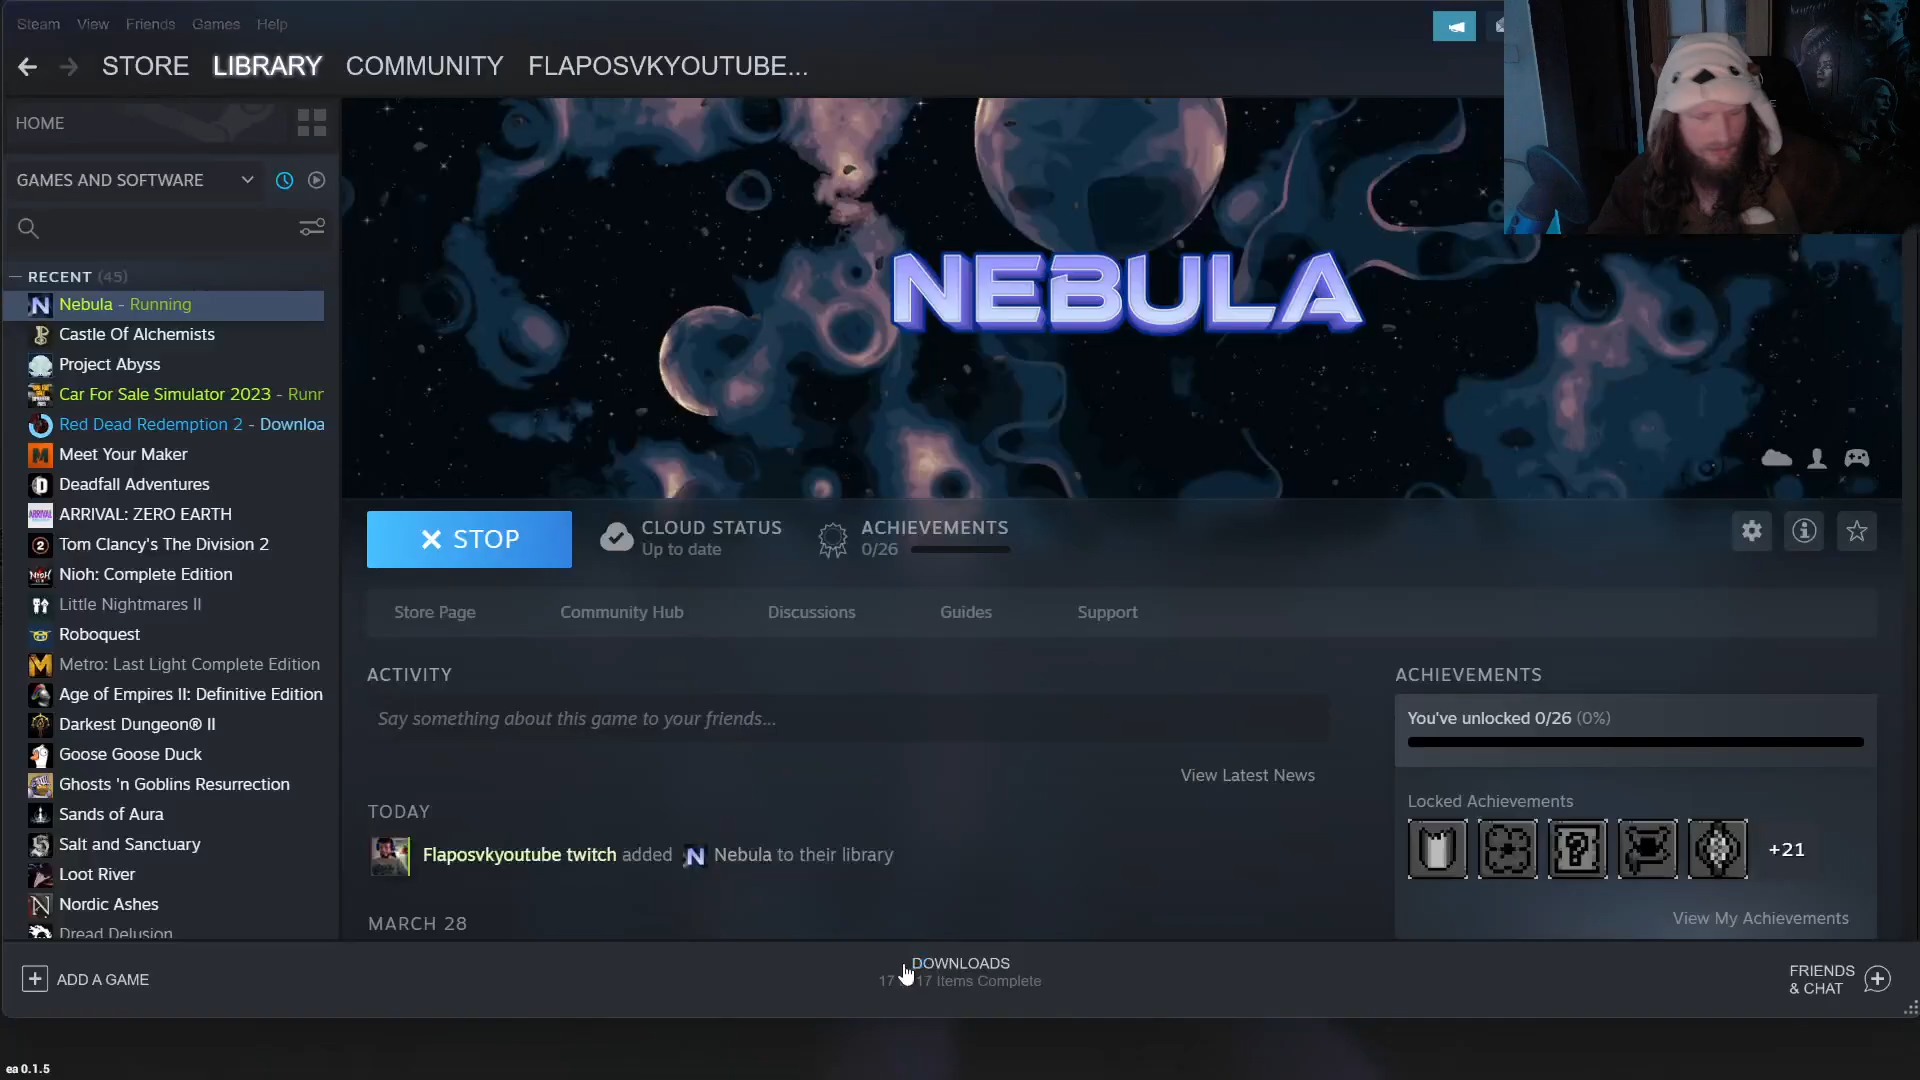 Steam View Friends Games Help
STORE LIBRARY COMMUNITY FLAPOSVKYOUTUBE...
HOME
GAMES AND SOFTWARE
— RECENT (45)
Nebula - Running
Castle Of Alchemists
Project Abyss
Car For Sale Simulator 2023 - Runr
Red Dead Redemption 2 - Downloa
Meet Your Maker
Deadfall Adventures
ARRIVAL: ZERO EARTH
Tom Clancy's The Division 2
Nioh: Complete Edition
Little Nightmares II
Roboquest
Metro: Last Light Complete Edition
Age of Empires II: Definitive Edition
Darkest Dungeon® II
Goose Goose Duck
Ghosts 'n Goblins Resurrection
Sands of Aura
Salt and Sanctuary
Loot River
Nordic Ashes
Dread Delusion
NEBULA
STOP
CLOUD STATUS
Up to date
ACHIEVEMENTS
0/26
Store Page Community Hub Discussions Guides Support
ACTIVITY
Say something about this game to your friends...
View Latest News
TODAY
Flaposvkyoutube twitch added Nebula to their library
MARCH 28
ACHIEVEMENTS
You've unlocked 0/26 (0%)
Locked Achievements
+21
View My Achievements
ADD A GAME
DOWNLOADS
17 17 Items Complete
FRIENDS
& CHAT
ea 0.1.5